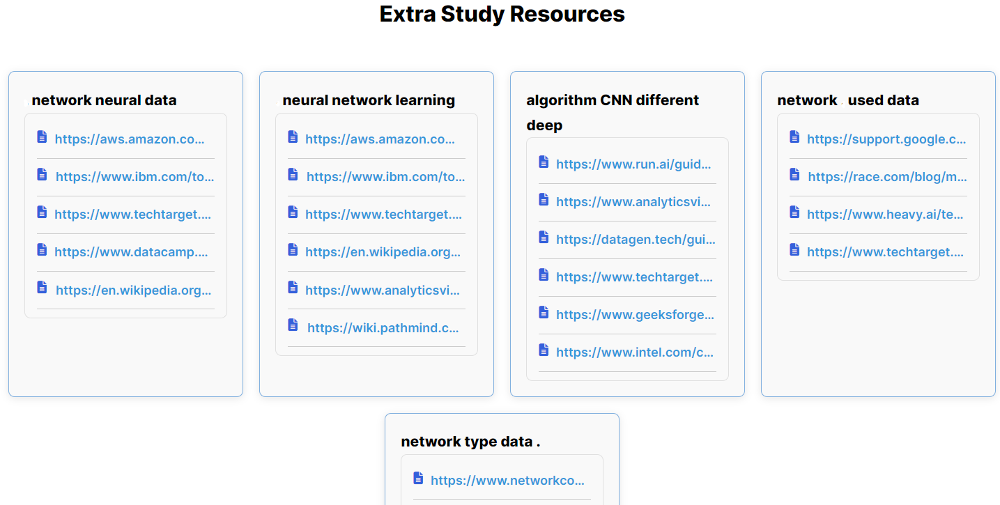 Extra Study Resources
network neural data
https://aws.amazon.co...
https://www.ibm.com/to...
https://www.techtarget....
https://www.datacamp....
https://en.wikipedia.org...
neural network learning
https://aws.amazon.co...
https://www.ibm.com/to...
https://www.techtarget....
https://en.wikipedia.org...
https://www.analyticsvi...
https://wiki.pathmind.c...
algorithm CNN different
deep
https://www.run.ai/guid...
https://www.analyticsvi...
https://datagen.tech/gui...
https://www.techtarget....
https://www.geeksforge...
https://www.intel.com/c...
network . used data
https://support.google.c...
https://race.com/blog/m...
https://www.heavy.ai/te...
https://www.techtarget....
network type data .
https://www.networkco...